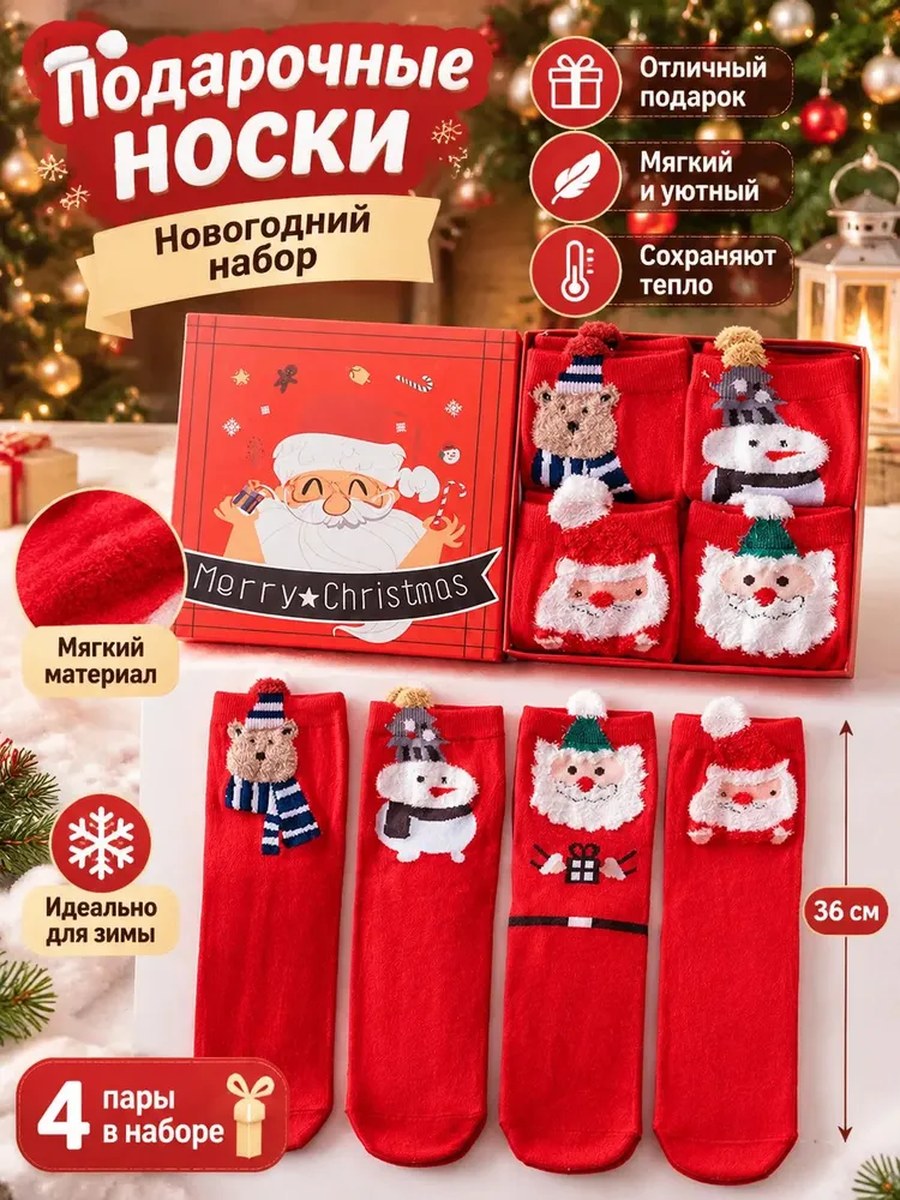 Подарочные
носки
Новогодний
набор
Отличный
подарок
Мягкий
и уютный
Сохраняют
тепло
Merry★Christmas
Мягкий
материал
Идеально
для зимы
36 см
4 пары
в наборе